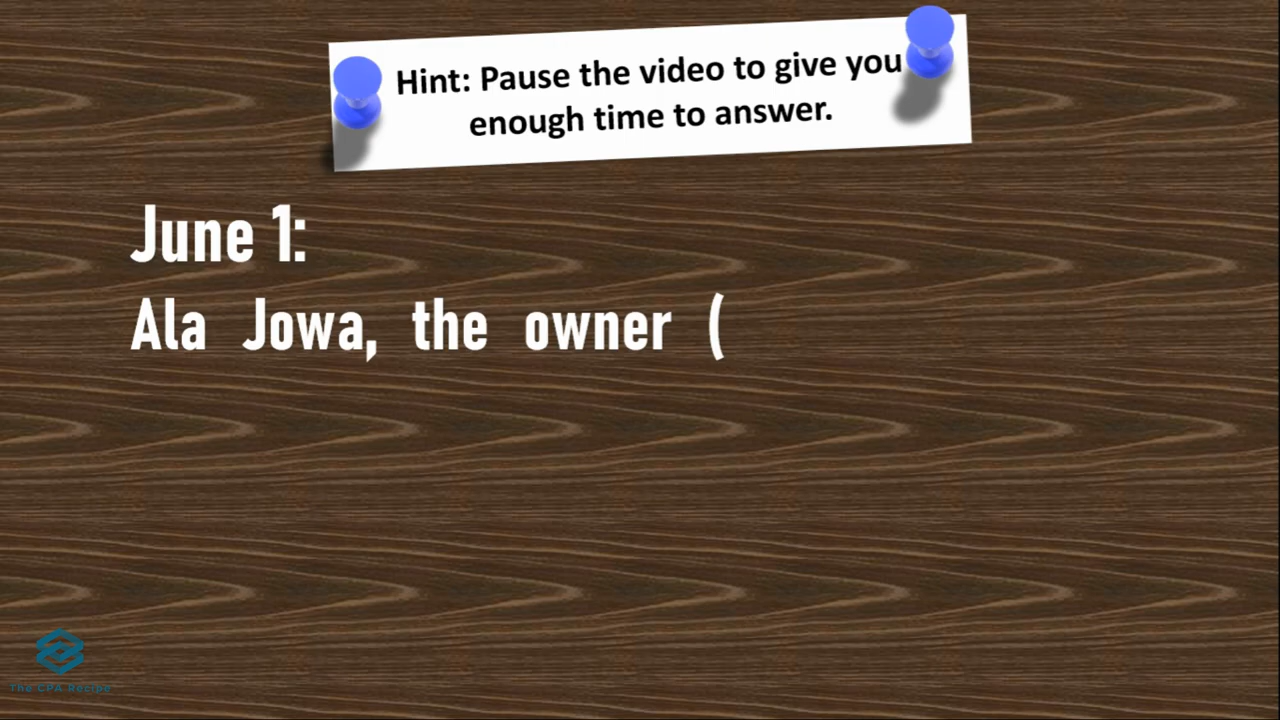 Hint: Pause the video to give you
enough time to answer.
June 1:
Ala Jowa, the owner (
The CPA Recipe